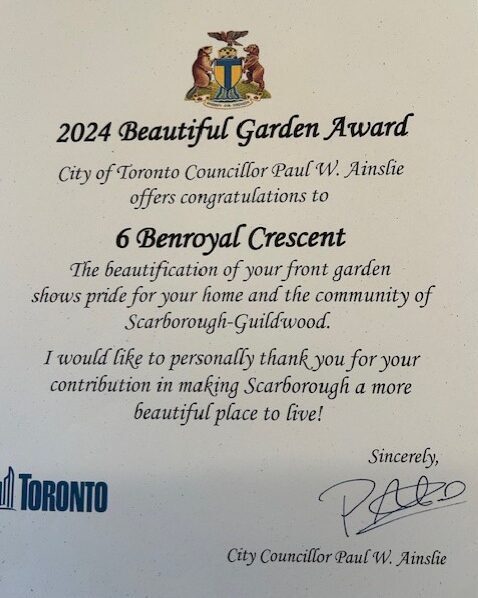 2024 Beautiful Garden Award
City of Toronto Councillor Paul W. Ainslie
offers congratulations to
6 Benroyal Crescent
The beautification of your front garden
shows pride for your home and the community of
Scarborough-Guildwood.
I would like to personally thank you for your
contribution in making Scarborough a more
beautiful place to live!
Sincerely,
TORONTO
City Councillor Paul W. Ainslie